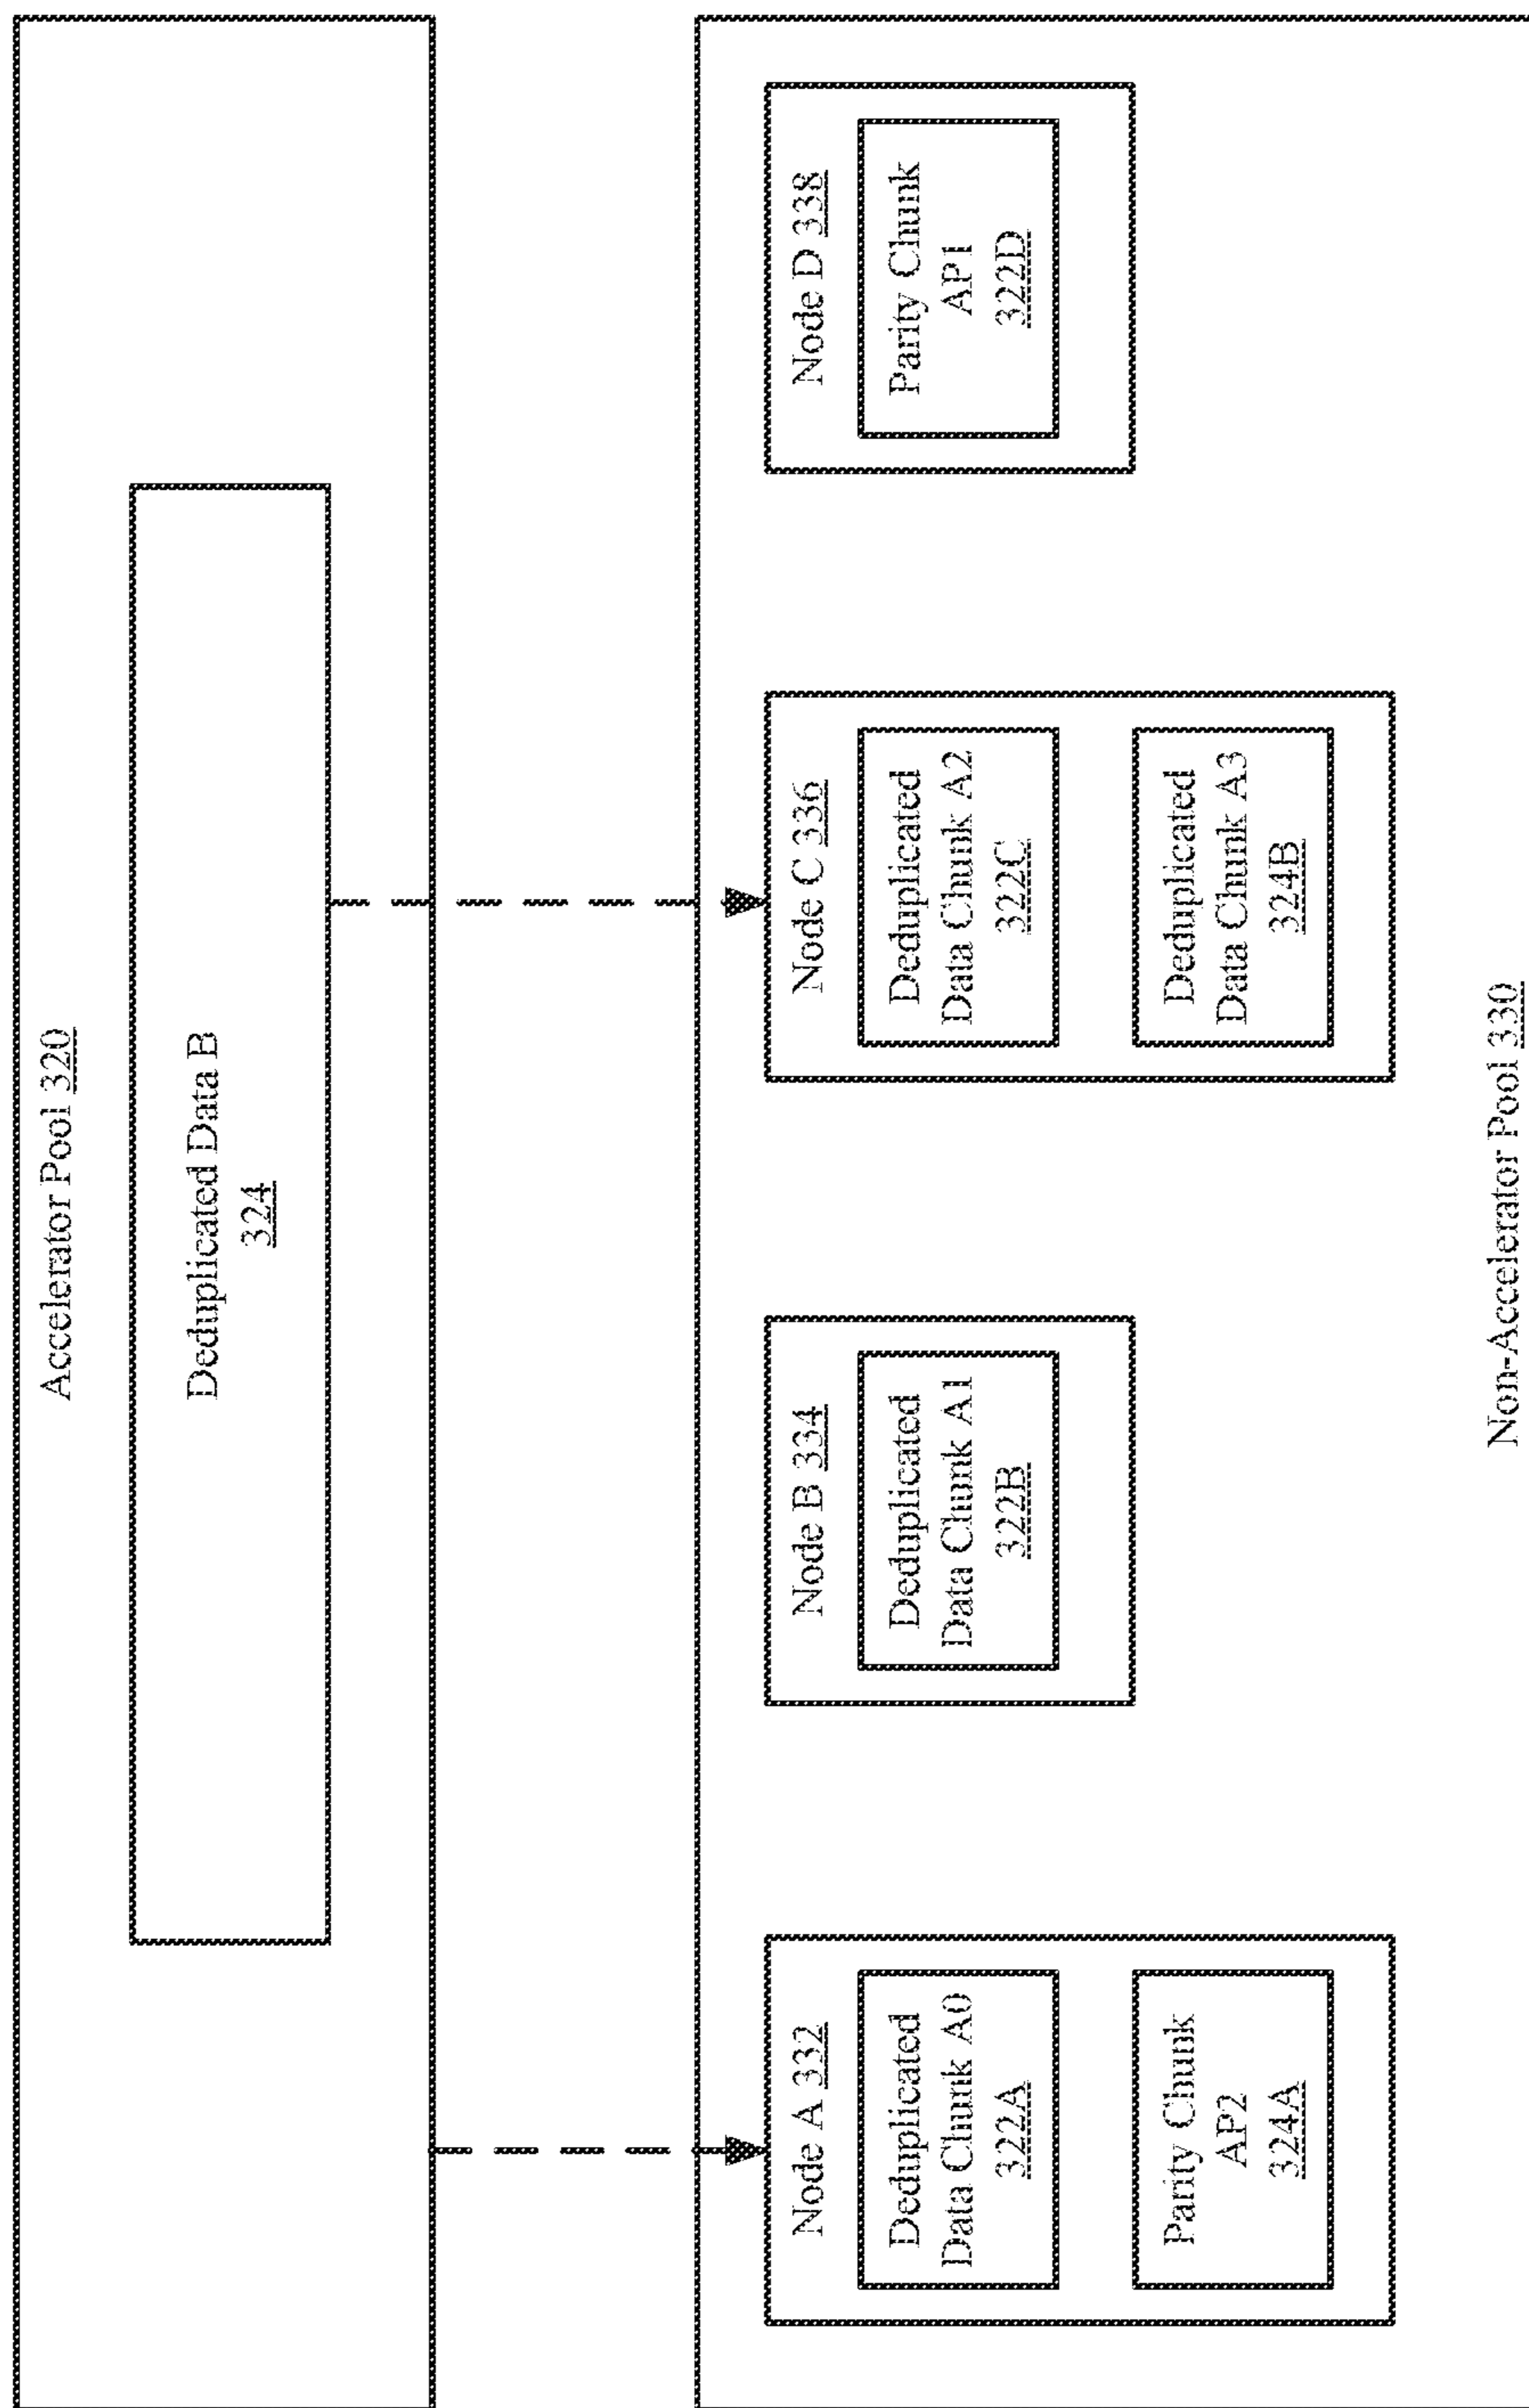 Accelerator Pool 320
Deduplicated Data B
324
Node A 332
Deduplicated
Data Chunk A0
322A
Parity Chunk
AP2
324A
Node B 334
Deduplicated
Data Chunk A1
322B
Node C 336
Deduplicated
Data Chunk A2
322C
Deduplicated
Data Chunk A3
324B
Node D 338
Parity Chunk
AP1
322D
Non-Accelerator Pool 330